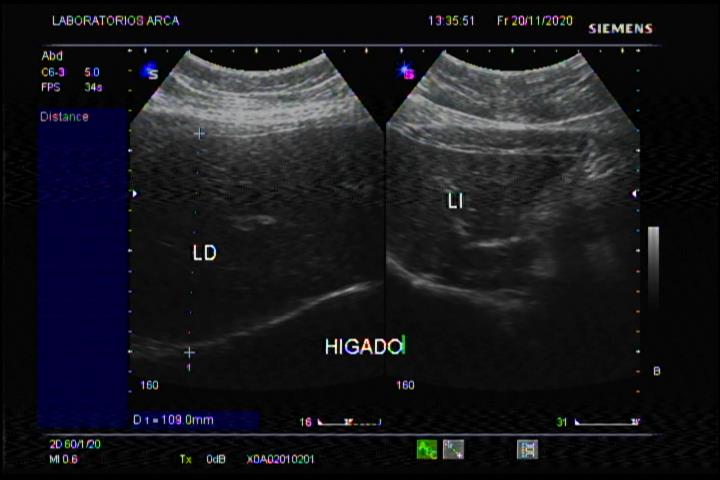 LABORATORIOS ARCA
13:35:51 Fr 20/11/2020
SIEMENS
Abd
C6-3 5.0
FPS 34s
Distance
S
S
LI
LD
HIGADO
160
160
B
D 1 = 109.0mm
16
31
2D 60/1/20
MI 0.6
Tx 0dB X0A02010201